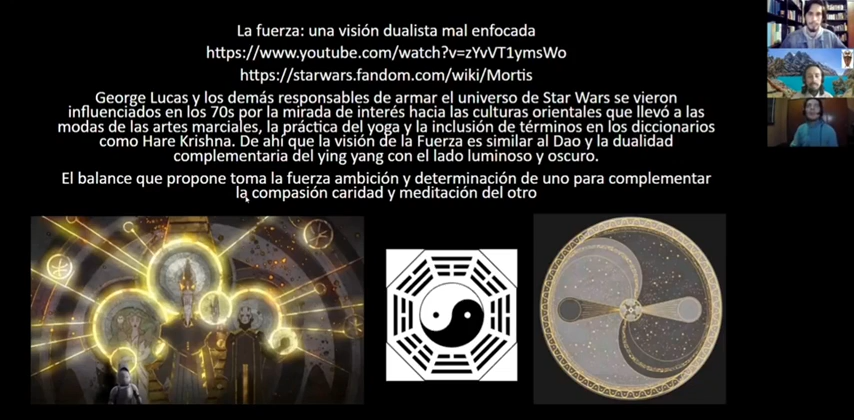 La fuerza: una visión dualista mal enfocada
https://www.youtube.com/watch?v=zYvVT1ymsWo
https://starwars.fandom.com/wiki/Mortis
George Lucas y los demás responsables de armar el universo de Star Wars se vieron
influenciados en los 70s por la mirada de interés hacia las culturas orientales que llevó a las
modas de las artes marciales, la práctica del yoga y la inclusión de términos en los diccionarios
como Hare Krishna. De ahí que la visión de la Fuerza es similar al Dao y la dualidad
complementaria del ying yang con el lado luminoso y oscuro.
El balance que propone toma la fuerza ambición y determinación de uno para complementar
la compasión caridad y meditación del otro